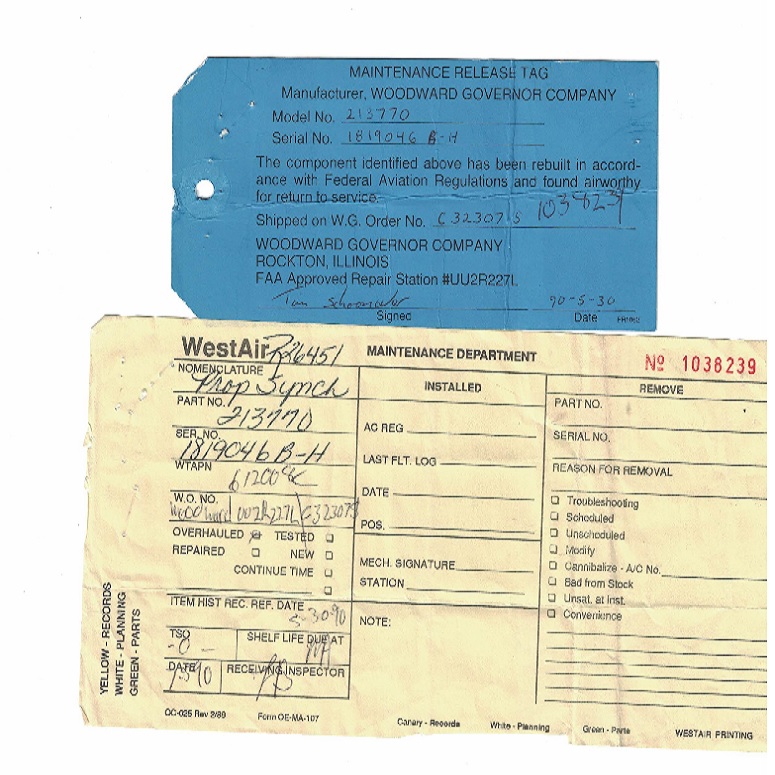 MAINTENANCE RELEASE TAG
Manufacturer, WOODWARD GOVERNOR COMPANY
Model No. 213770
Serial No. 1819046 B-H
The component identified above has been rebuilt in accord-
ance with Federal Aviation Regulations and found airworthy
for return to service.
Shipped on W.G. Order No. C32307S 1038239
WOODWARD GOVERNOR COMPANY
ROCKTON, ILLINOIS
FAA Approved Repair Station #UU2R227L
Tom 90-5-30
Signed Date
WestAir R26451 MAINTENANCE DEPARTMENT Nº 1038239
NOMENCLATURE
Prop Synch
PART NO.
213770
SER. NO.
1819046 B-H
WTAPN
W.O. NO.
Woodward UU2R227L C32307S
OVERHAULED TESTED
REPAIRED NEW
CONTINUE TIME
ITEM HIST REC. REF. DATE
5-30-90
TSO
-0-
SHELF LIFE DUE AT
NA
DATE
RECEIVING INSPECTOR
INSTALLED
AC REG
LAST FLT. LOG
DATE
POS.
MECH. SIGNATURE
STATION
NOTE:
REMOVE
PART NO.
SERIAL NO.
REASON FOR REMOVAL
Troubleshooting
Scheduled
Unscheduled
Modify
Cannibalize - A/C No.
Bad from Stock
Unsat. at Inst.
Convenience
YELLOW - RECORDS
WHITE - PLANNING
GREEN - PARTS
QC-025 Rev 2/89 Form OE-MA-107 Canary - Records White - Planning Green - Parts WESTAIR PRINTING